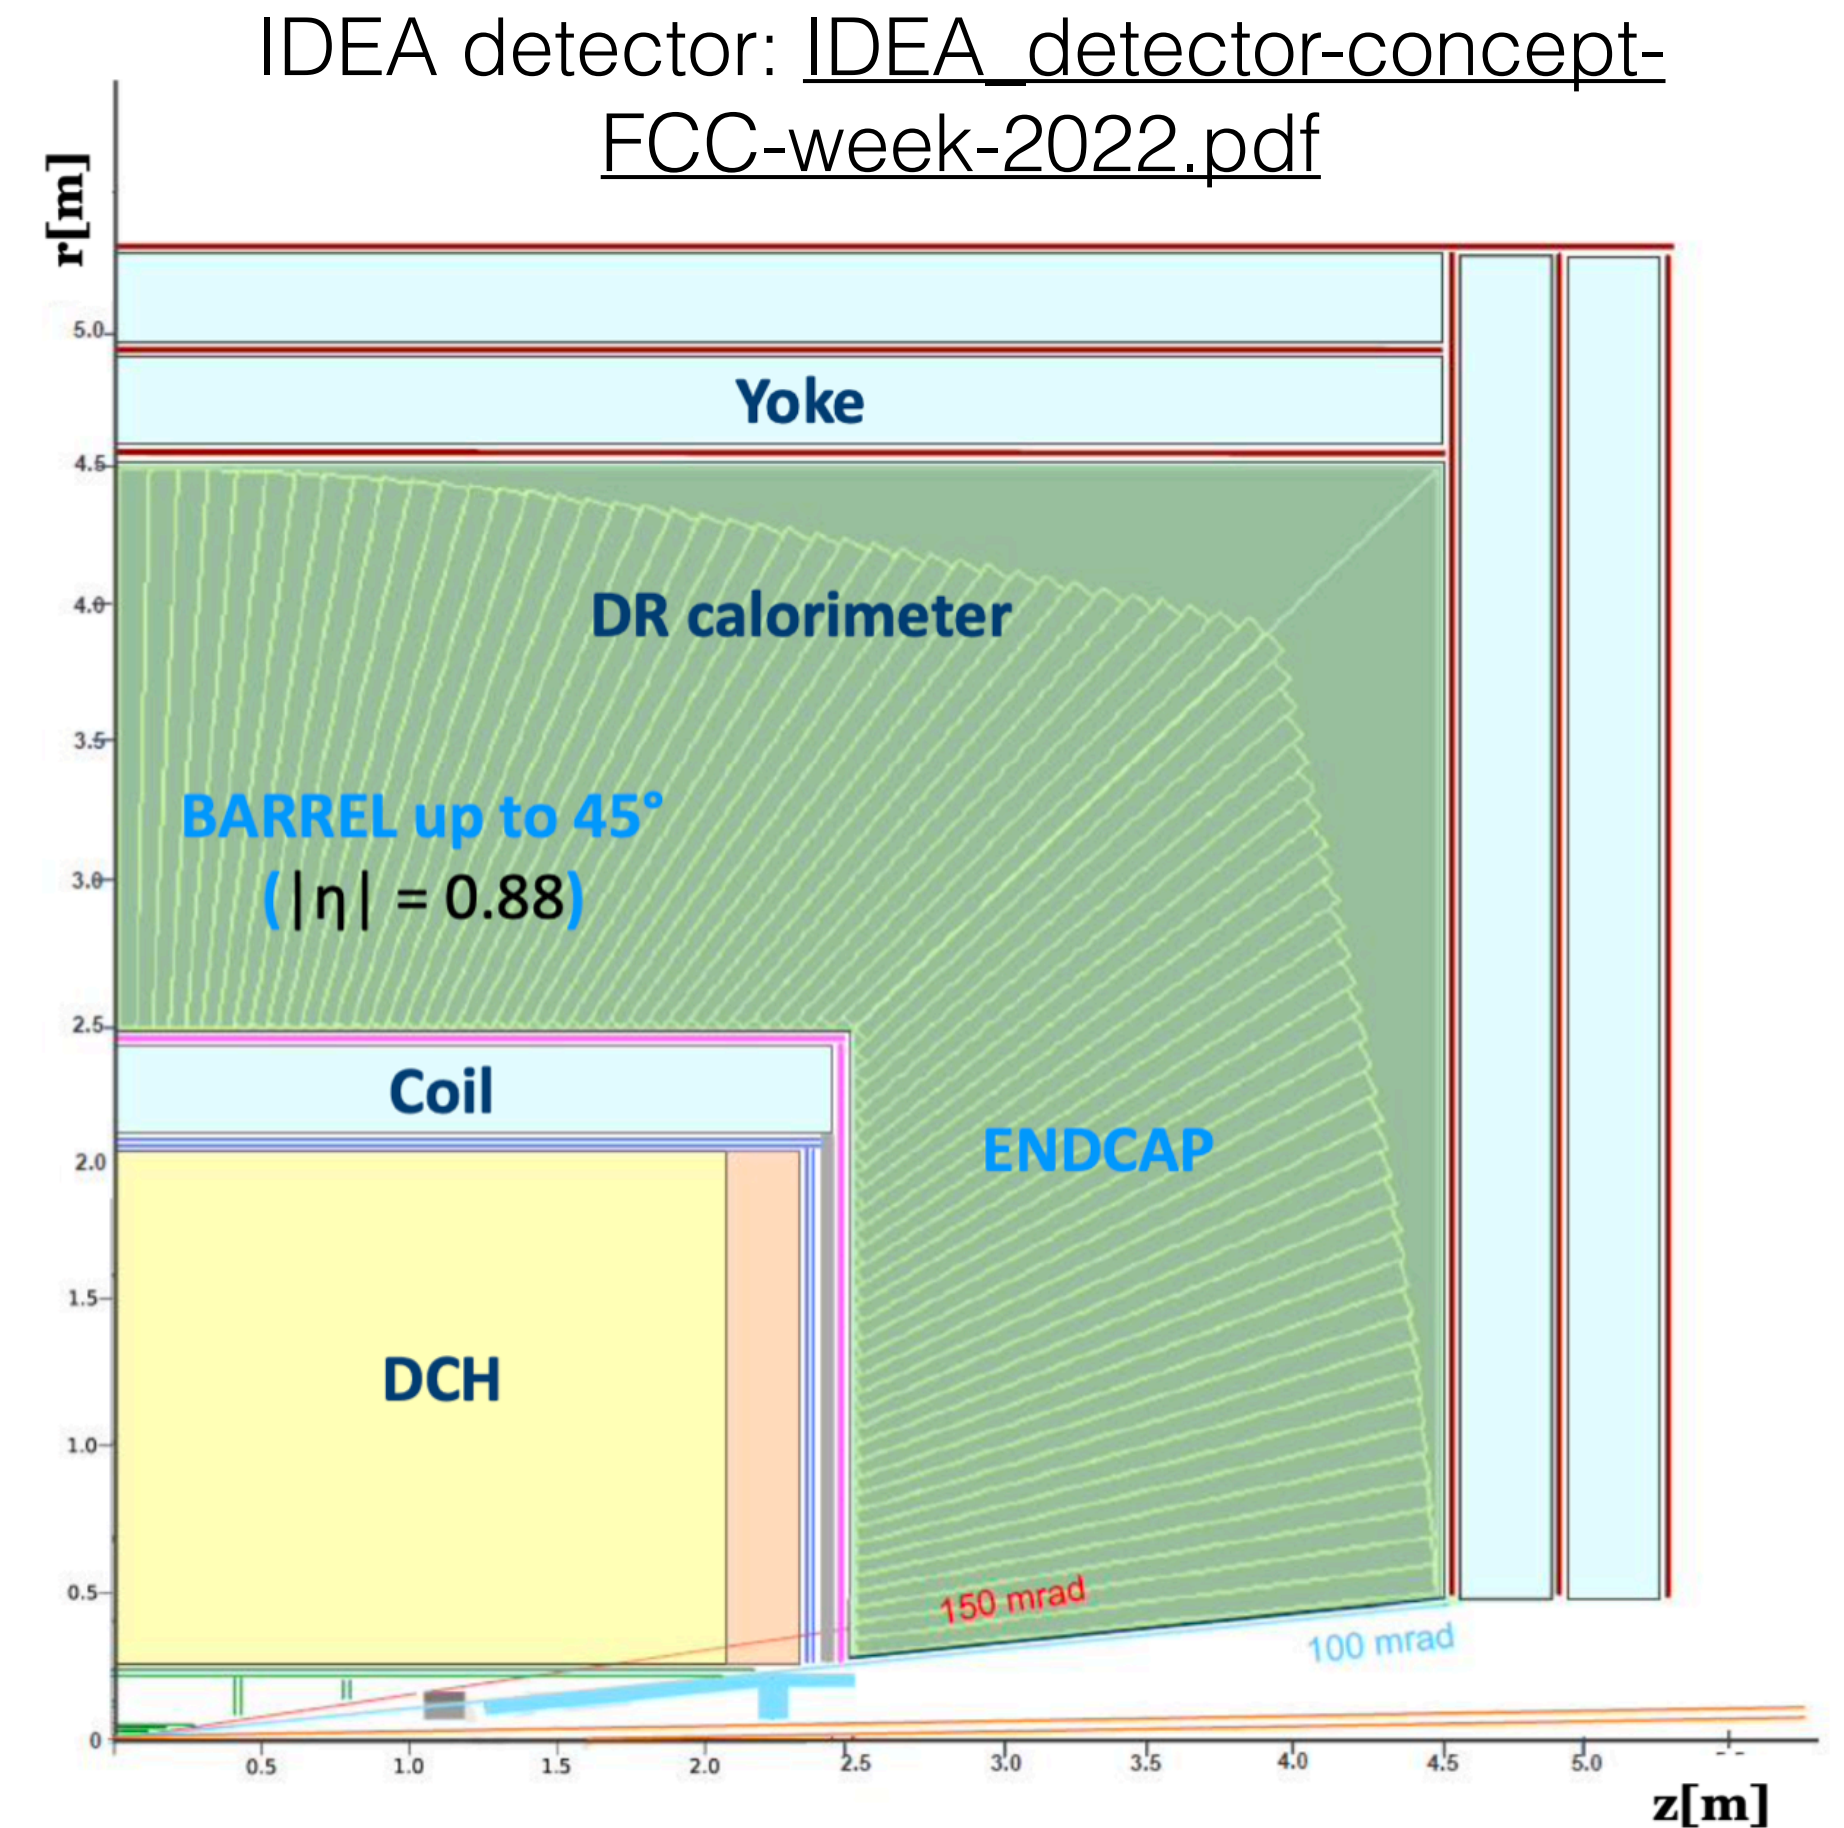 IDEA detector: IDEA_detector-concept-
FCC-week-2022.pdf
r[m]
5.0
Yoke
4.5
4.0
DR calorimeter
3.5
BARREL up to 45°
3.0
(|η| = 0.88)
2.5
Coil
2.0
ENDCAP
1.5
DCH
1.0
0.5
150 mrad
100 mrad
0
0.5 1.0 1.5 2.0 2.5 3.0 3.5 4.0 4.5 5.0
z[m]